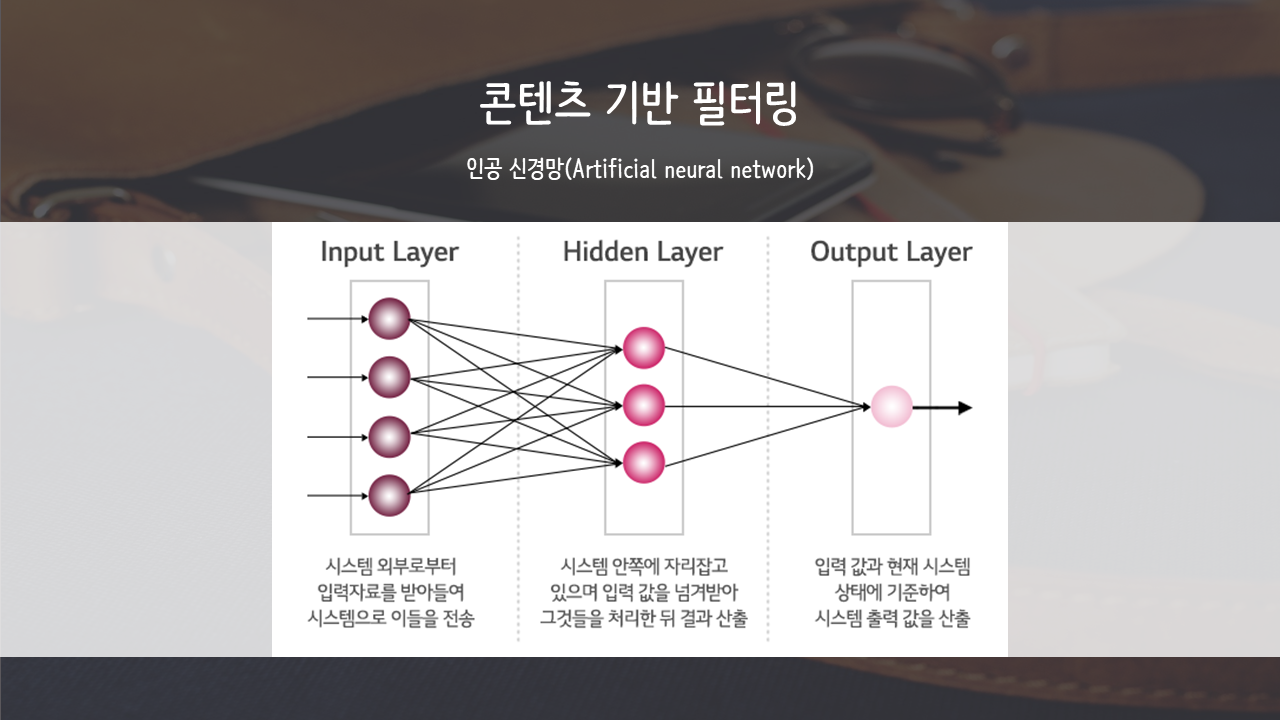 콘텐츠 기반 필터링
인공 신경망(Artificial neural network)
Input Layer
Hidden Layer
Output Layer
시스템 외부로부터
입력자료를 받아들여
시스템으로 이들을 전송
시스템 안쪽에 자리잡고
있으며 입력 값을 넘겨받아
그것들을 처리한 뒤 결과 산출
입력 값과 현재 시스템
상태에 기준하여
시스템 출력 값을 산출